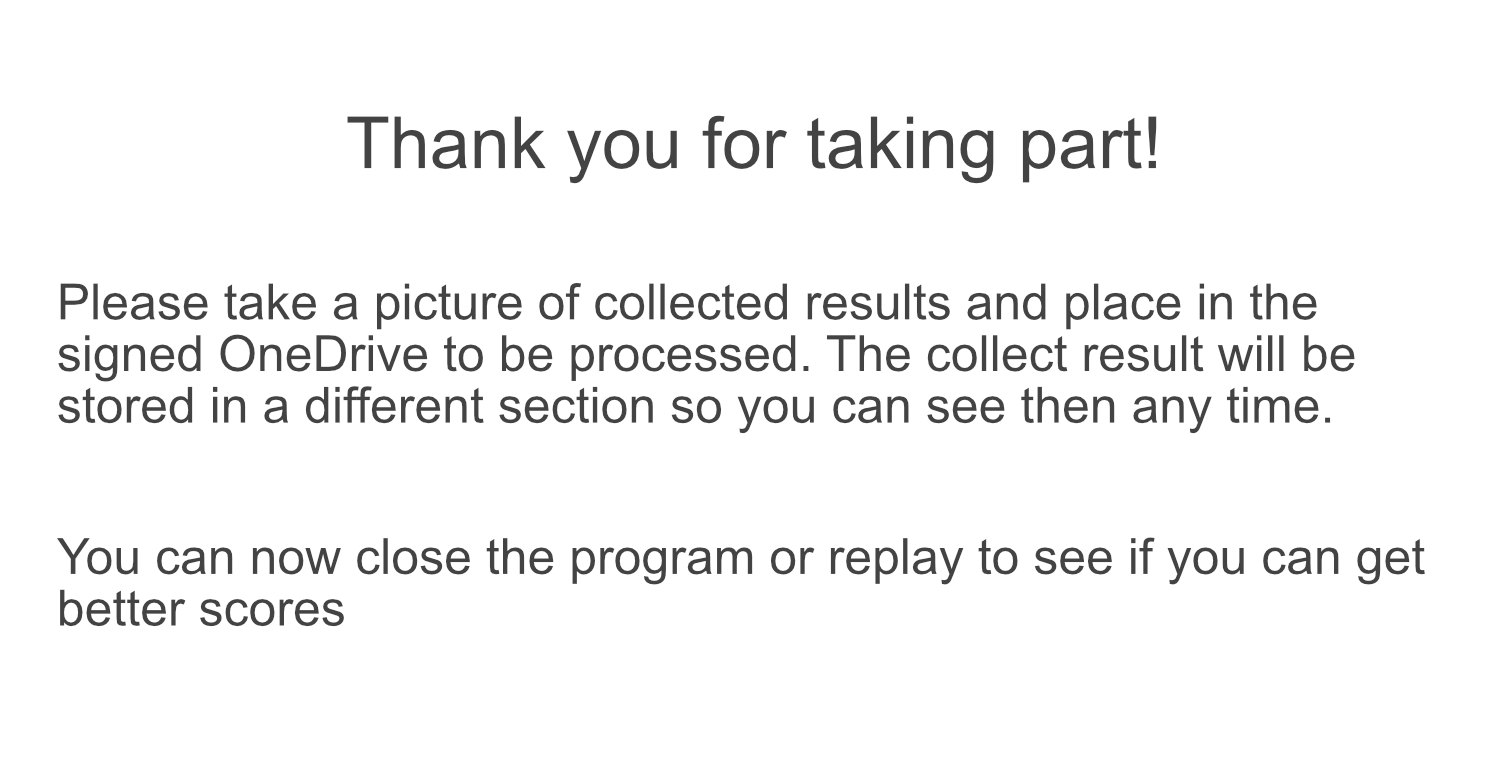 Thank you for taking part!
Please take a picture of collected results and place in the
signed OneDrive to be processed. The collect result will be
stored in a different section so you can see then any time.
You can now close the program or replay to see if you can get
better scores